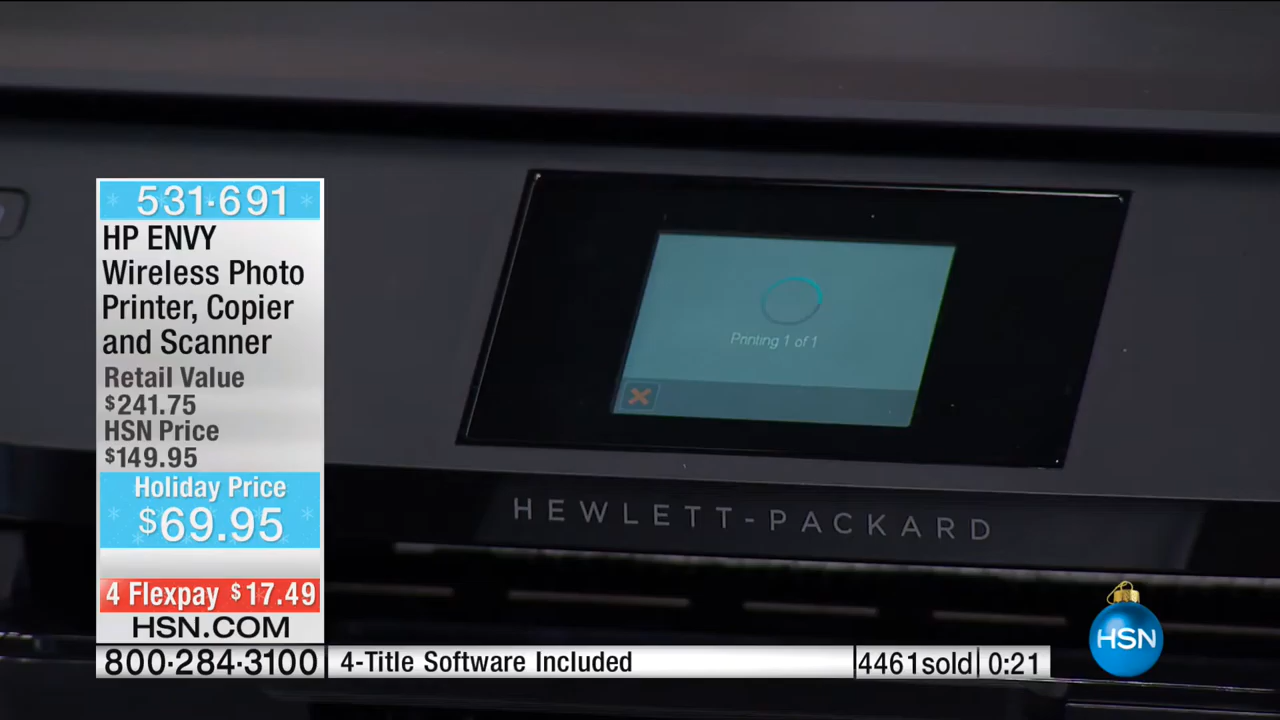 531·691
HP ENVY
Wireless Photo
Printer, Copier
and Scanner
Retail Value
$241.75
HSN Price
$149.95
Holiday Price
$69.95
4 Flexpay $17.49
HSN.COM
800·284·3100
4-Title Software Included
4461sold
0:21
Printing 1 of 1
HEWLETT-PACKARD
HSN